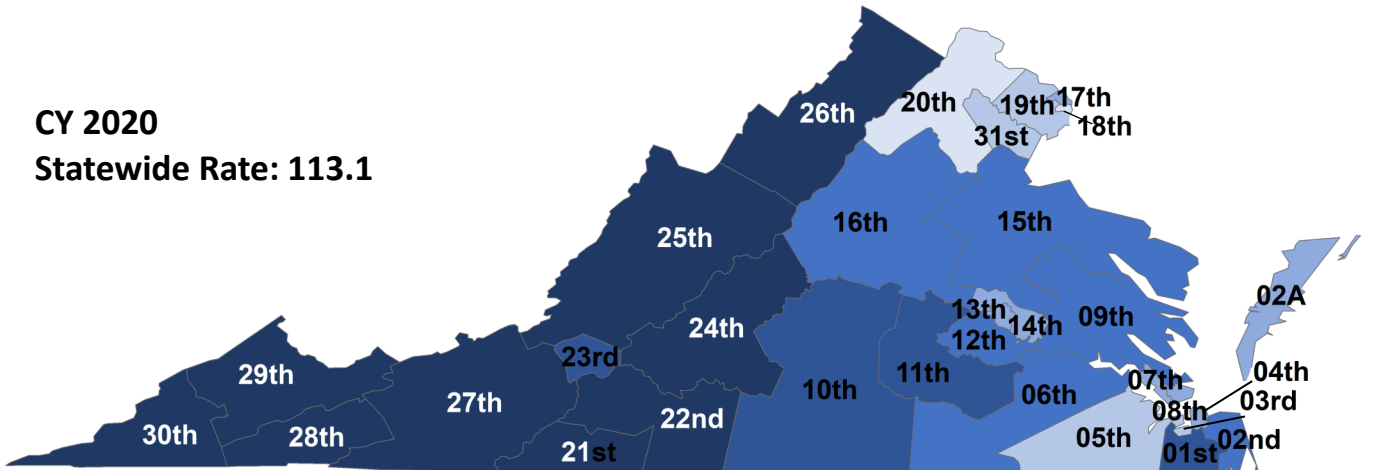 CY 2020
Statewide Rate: 113.1
26th
20th
19th
17th
18th
31st
25th
16th
15th
24th
13th
14th
12th
09th
02A
23rd
29th
27th
10th
11th
06th
07th
04th
03rd
08th
30th
28th
22nd
21st
05th
01st
02nd